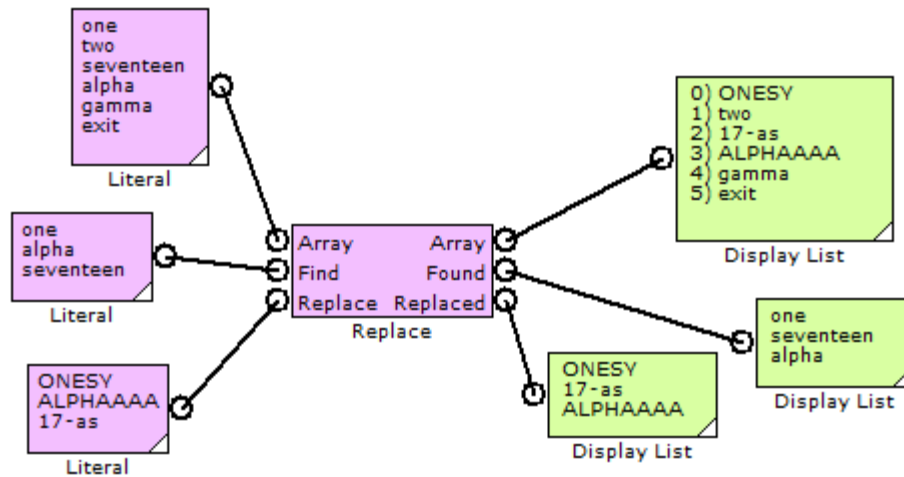 one
two
seventeen
alpha
gamma
exit
Literal
one
alpha
seventeen
Literal
ONESY
ALPHAAAA
17-as
Literal
Array Array
Find Found
Replace Replaced
Replace
0) ONESY
1) two
2) 17-as
3) ALPHAAAA
4) gamma
5) exit
Display List
one
seventeen
alpha
Display List
ONESY
17-as
ALPHAAAA
Display List